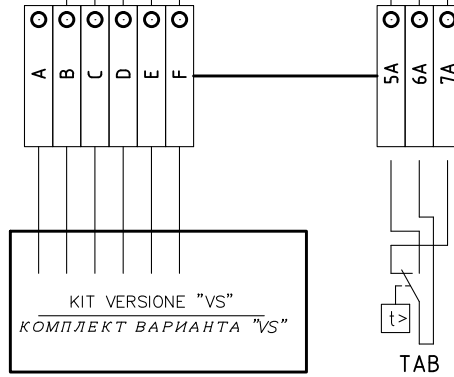 A B C D E F
5A 6A 7A
KIT VERSIONE "VS"
КОМПЛЕКТ ВАРИАНТА "VS"
t>
TAB